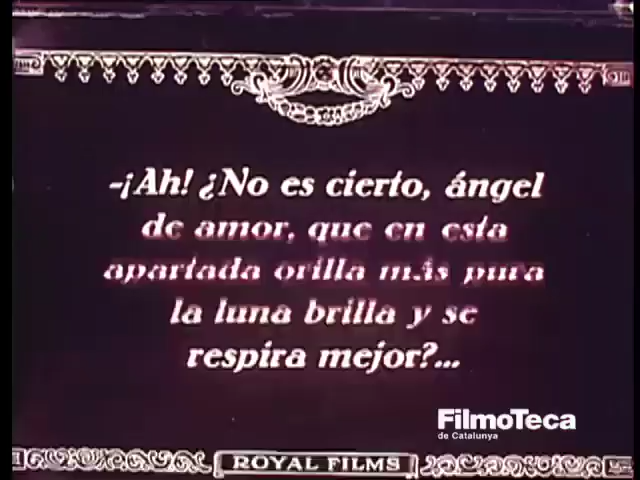 -¡Ah! ¿No es cierto, ángel
de amor, que en esta
apartada orilla más pura
la luna brilla y se
respira mejor?...
FilmoTeca
de Catalunya
ROYAL FILMS